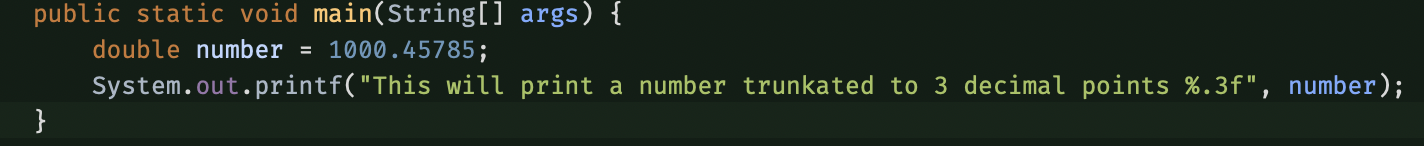 public static void main(String[] args) {
    double number = 1000.45785;
    System.out.printf("This will print a number trunkated to 3 decimal points %.3f", number);
}